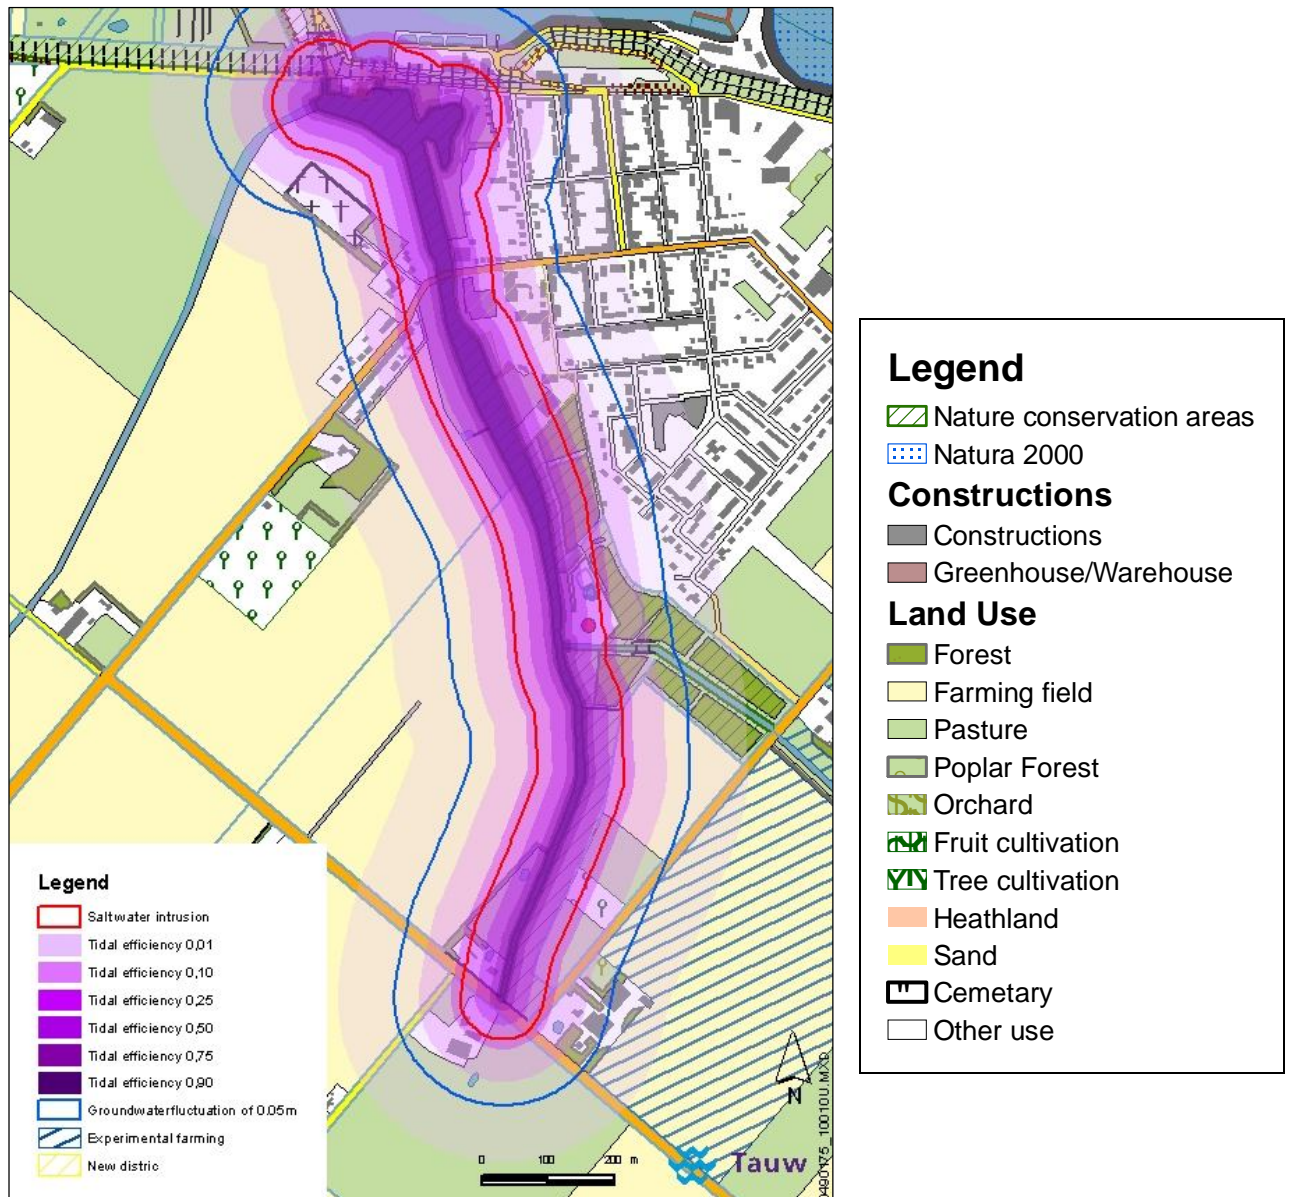 Legend
Saltwater intrusion
Tidal efficiency 0,01
Tidal efficiency 0,10
Tidal efficiency 0,25
Tidal efficiency 0,50
Tidal efficiency 0,75
Tidal efficiency 0,90
Groundwaterfluctuation of 0.05m
Experimental farming
New distric
0 100 200 m
N
Tauw
Legend
Nature conservation areas
Natura 2000
Constructions
Constructions
Greenhouse/Warehouse
Land Use
Forest
Farming field
Pasture
Poplar Forest
Orchard
Fruit cultivation
Tree cultivation
Heathland
Sand
Cemetary
Other use